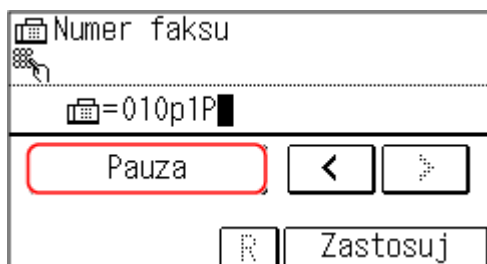 Numer faksu
=010p1P
Pauza < >
R Zastosuj